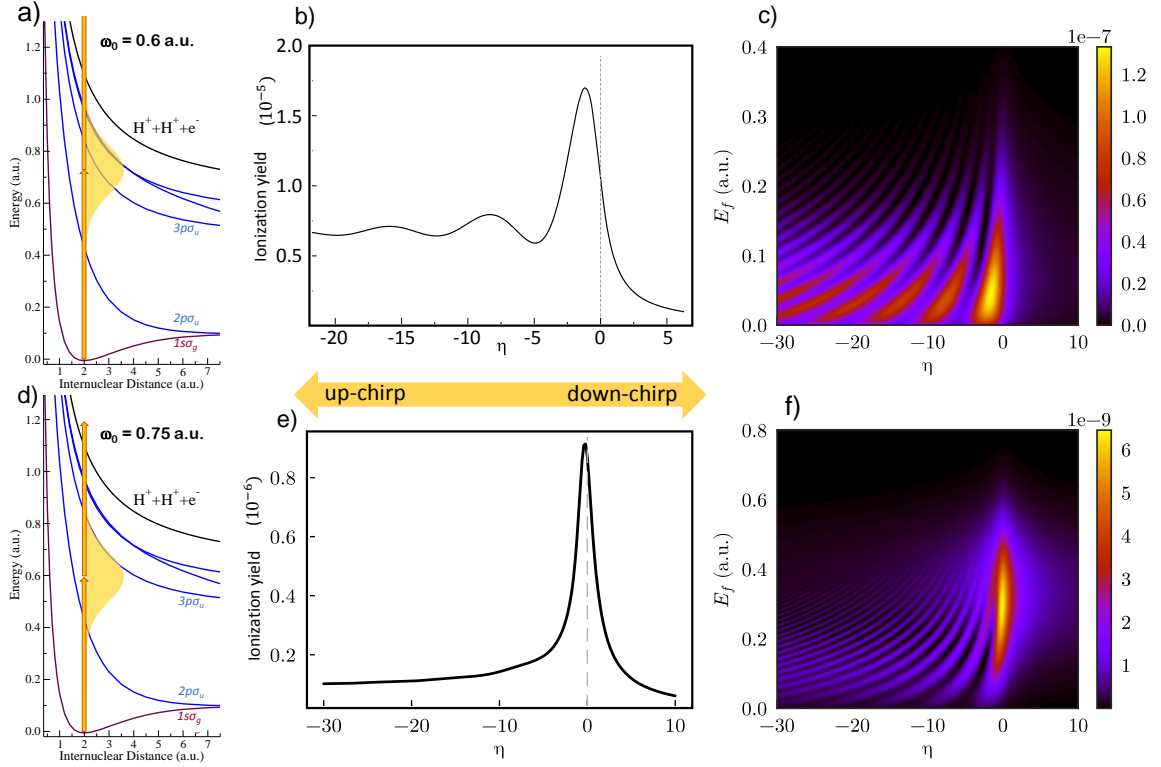 a)
ω₀ = 0.6 a.u.
H⁺+H⁺+e⁻
3pσᵤ
2pσᵤ
1sσg
Energy (a.u.)
1.2
1.0
0.8
0.6
0.4
0.2
0.0
1 2 3 4 5 6 7
Internuclear Distance (a.u.)
b)
Ionization yield (10⁻⁵)
2.0
1.5
1.0
0.5
−20 −15 −10 −5 0 5
η
c)
1e−7
E_f (a.u.)
0.4
0.3
0.2
0.1
0.0
−30 −20 −10 0 10
η
1.2
1.0
0.8
0.6
0.4
0.2
0.0
up-chirp down-chirp
d)
ω₀ = 0.75 a.u.
H⁺+H⁺+e⁻
3pσᵤ
2pσᵤ
1sσg
Energy (a.u.)
1.2
1.0
0.8
0.6
0.4
0.2
0.0
1 2 3 4 5 6 7
Internuclear Distance (a.u.)
e)
Ionization yield (10⁻⁶)
0.8
0.6
0.4
0.2
−30 −20 −10 0 10
η
f)
1e−9
E_f (a.u.)
0.8
0.6
0.4
0.2
0.0
−30 −20 −10 0 10
η
6
5
4
3
2
1